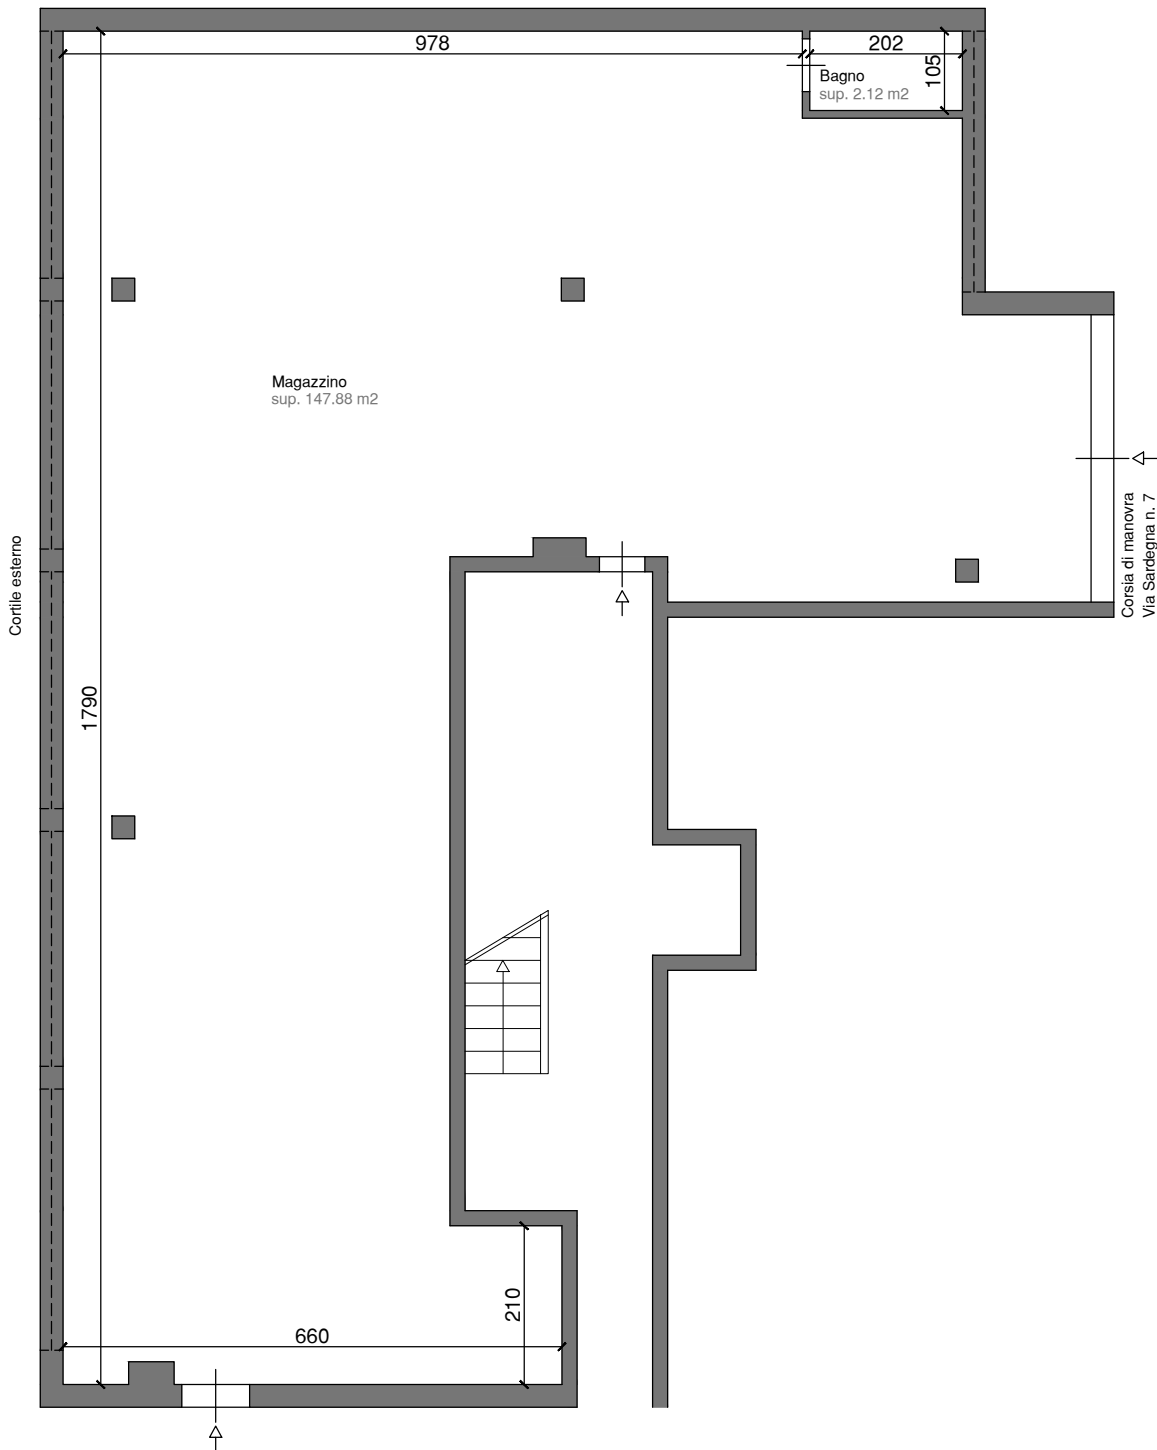 978
202
105
Bagno
sup. 2.12 m2
Magazzino
sup. 147.88 m2
Corsia di manovra
Via Sardegna n. 7
Cortile esterno
1790
210
660